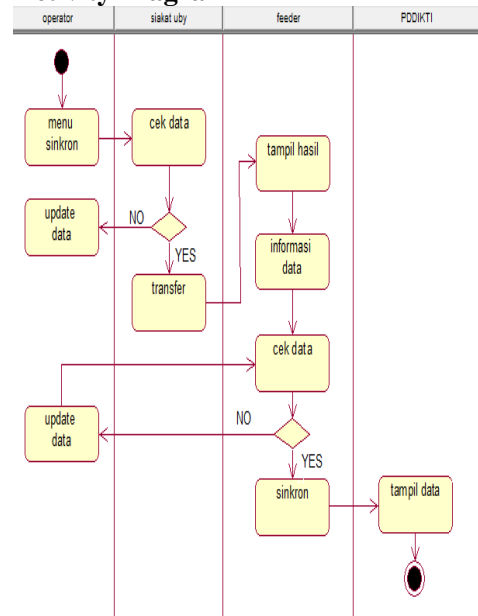 operator
siakat uby
feeder
PDDIKTI
menu
sinkron
cek data
tampil hasil
update
data
NO
YES
transfer
informasi
data
cek data
update
data
NO
YES
sinkron
tampil data